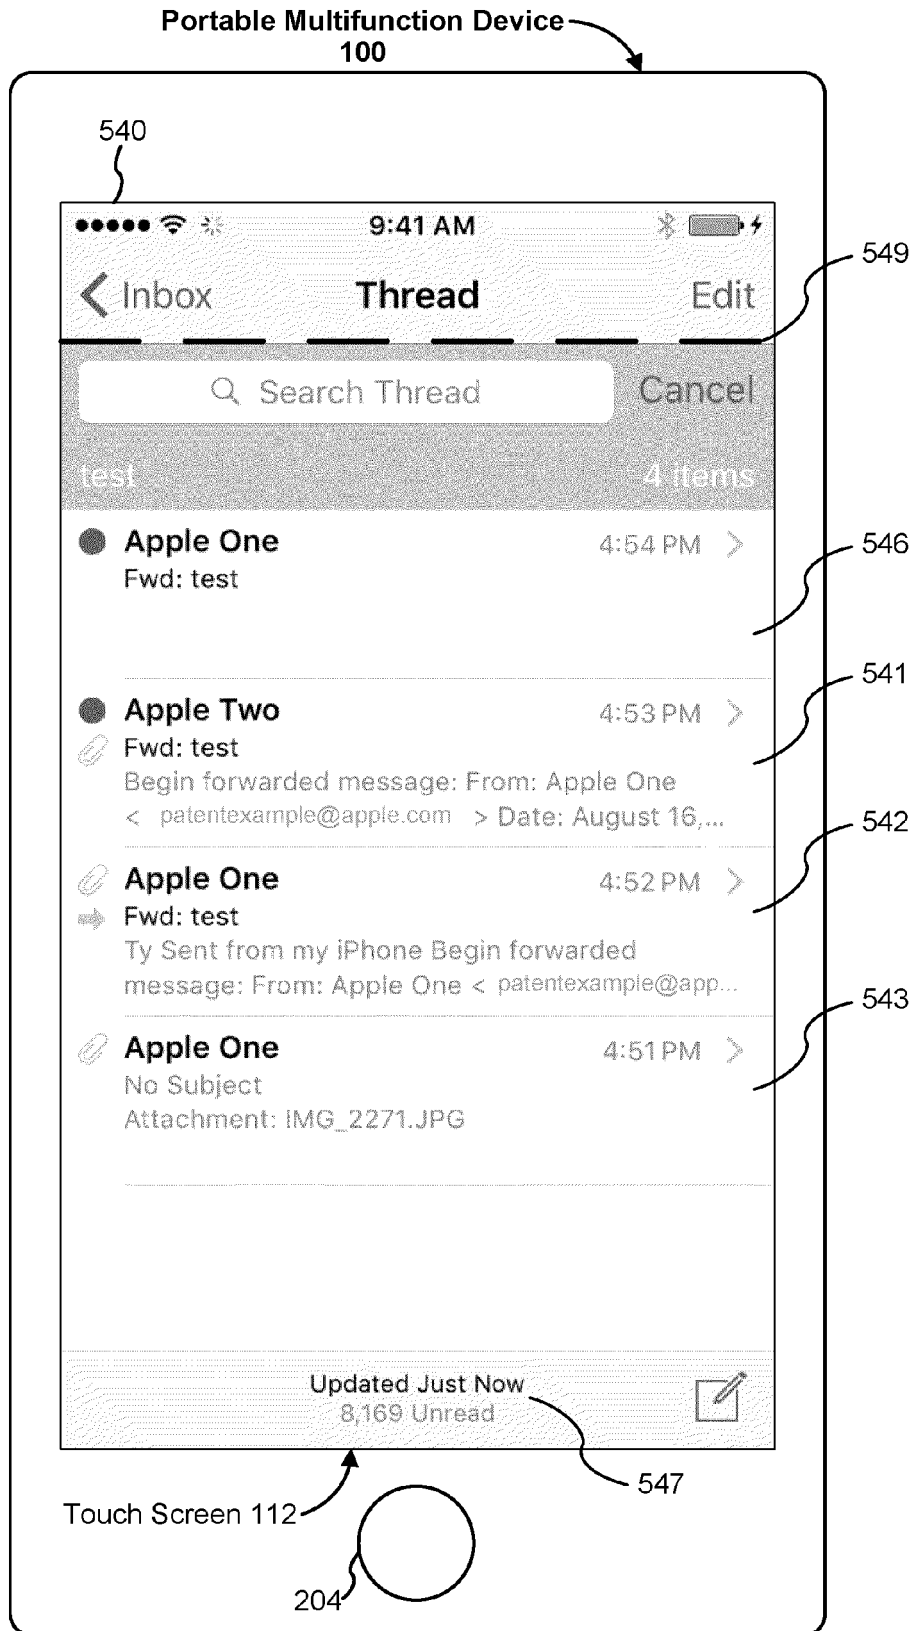 Portable Multifunction Device
100
540
9:41 AM
549
Inbox Thread Edit
Search Thread Cancel
test 4 items
Apple One 4:54 PM
Fwd: test
546
541
Apple Two 4:53 PM
Fwd: test
Begin forwarded message: From: Apple One
< patentexample@apple.com > Date: August 16,...
542
Apple One 4:52 PM
Fwd: test
Ty Sent from my iPhone Begin forwarded
message: From: Apple One < patentexample@app...
543
Apple One 4:51 PM
No Subject
Attachment: IMG_2271.JPG
Updated Just Now
8,169 Unread
547
Touch Screen 112
204